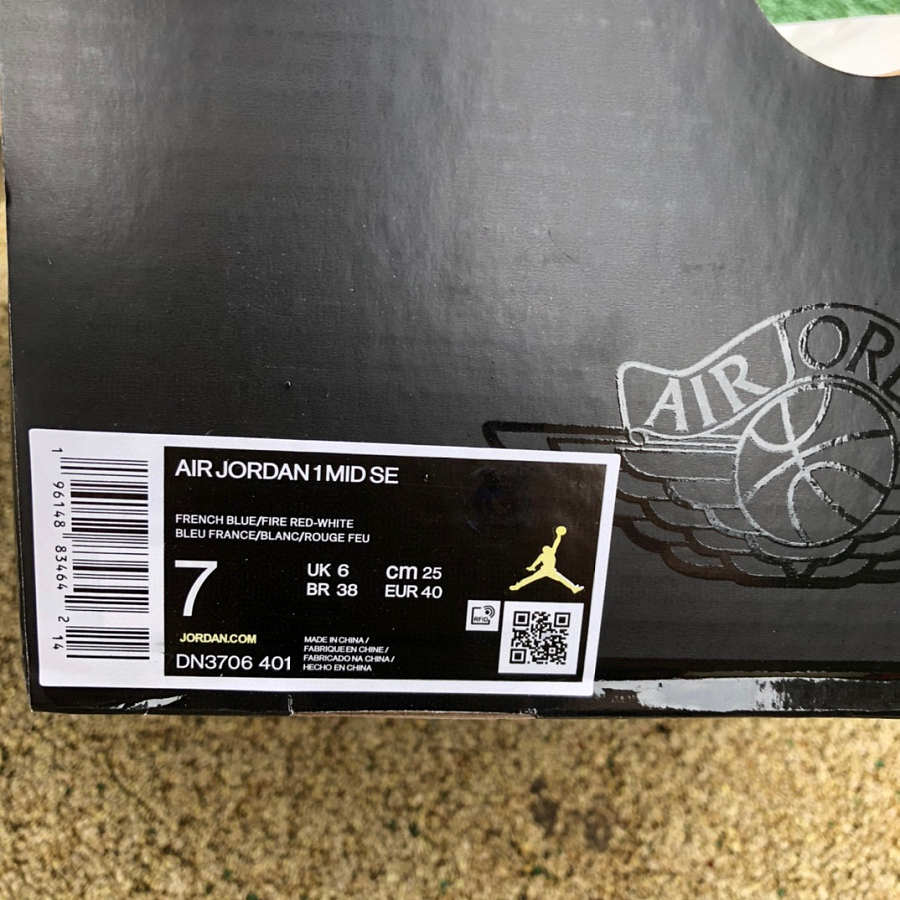 AIR JORDAN
AIR JORDAN 1 MID SE
FRENCH BLUE/FIRE RED-WHITE
BLEU FRANCE/BLANC/ROUGE FEU
7
UK 6 cm 25
BR 38 EUR 40
RFID
JORDAN.COM
DN3706 401
MADE IN CHINA /
FABRIQUE EN CHINE /
FABRICADO NA CHINA /
HECHO EN CHINA
1 96148 83464 2 14